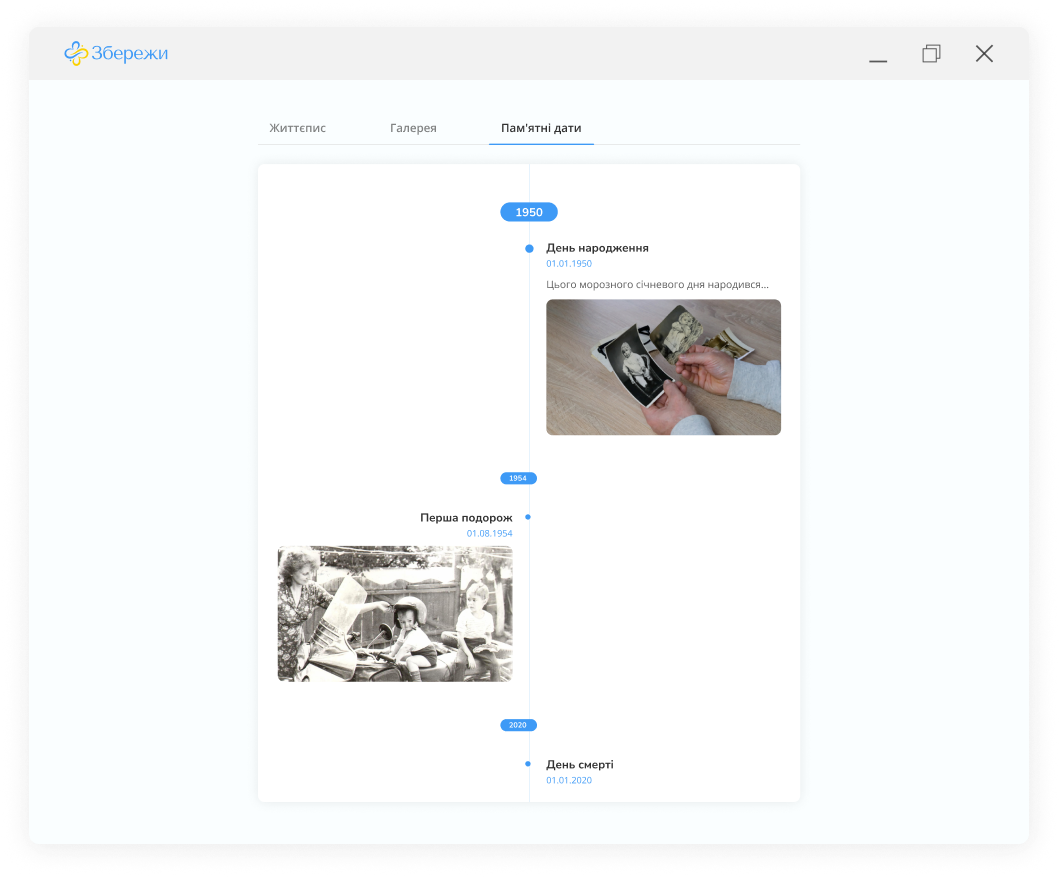 Збережи
Життєпис
Галерея
Пам'ятні дати
1950
День народження
01.01.1950
Цього морозного січневого дня народився...
1954
Перша подорож
01.08.1954
2020
День смерті
01.01.2020